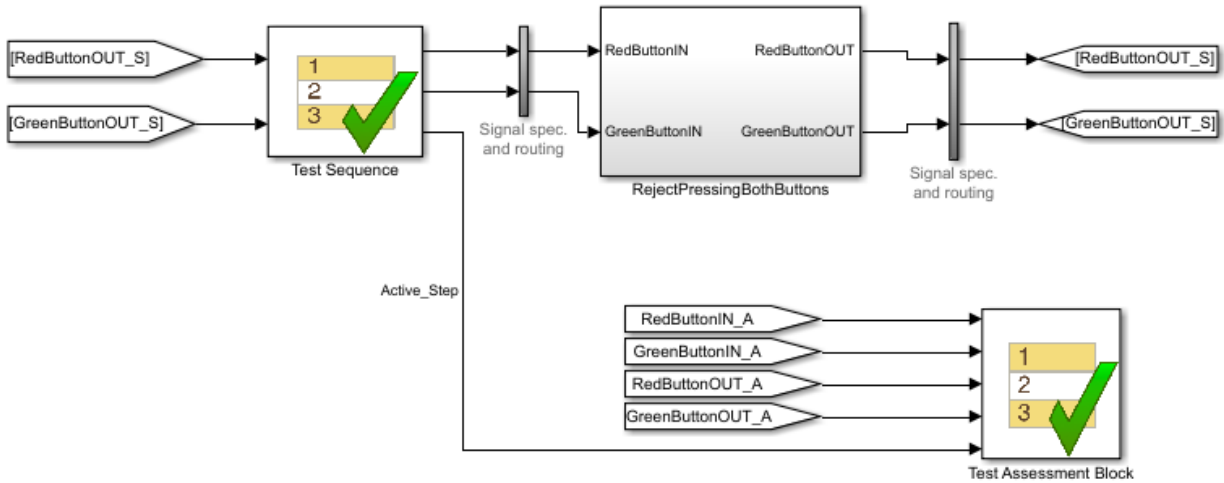 [RedButtonOUT_S]
[GreenButtonOUT_S]
1
2
3
Test Sequence
Signal spec.
and routing
RedButtonIN
RedButtonOUT
GreenButtonIN
GreenButtonOUT
RejectPressingBothButtons
Signal spec.
and routing
[RedButtonOUT_S]
[GreenButtonOUT_S]
Active_Step
RedButtonIN_A
GreenButtonIN_A
RedButtonOUT_A
GreenButtonOUT_A
1
2
3
Test Assessment Block